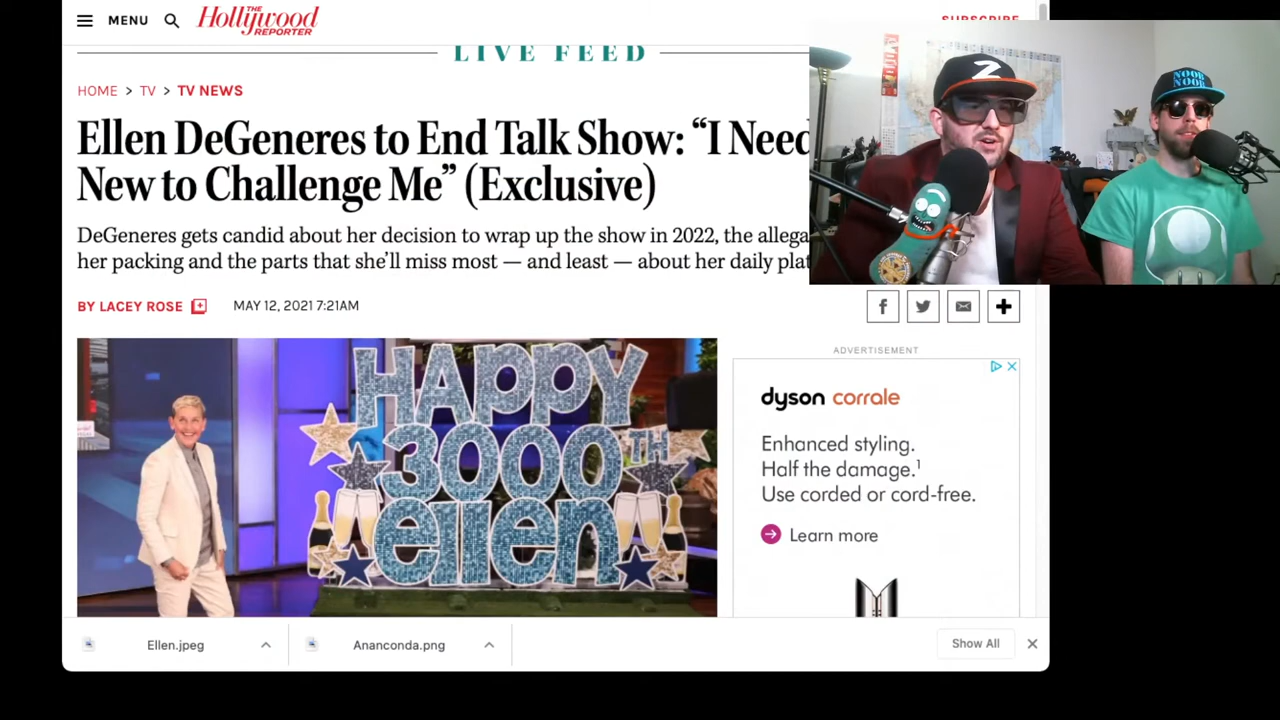 MENU
THE
Hollywood
REPORTER
SUBSCRIBE
LIVE FEED
HOME > TV > TV NEWS
Ellen DeGeneres to End Talk Show: “I Need
New to Challenge Me” (Exclusive)
DeGeneres gets candid about her decision to wrap up the show in 2022, the allega
her packing and the parts that she’ll miss most — and least — about her daily plat
BY LACEY ROSE
MAY 12, 2021 7:21AM
ADVERTISEMENT
dyson corrale
Enhanced styling.
Half the damage.¹
Use corded or cord-free.
Learn more
HAPPY
3000TH
ellen
Ellen.jpeg
Ananconda.png
Show All
NOOB
NOOB
Z